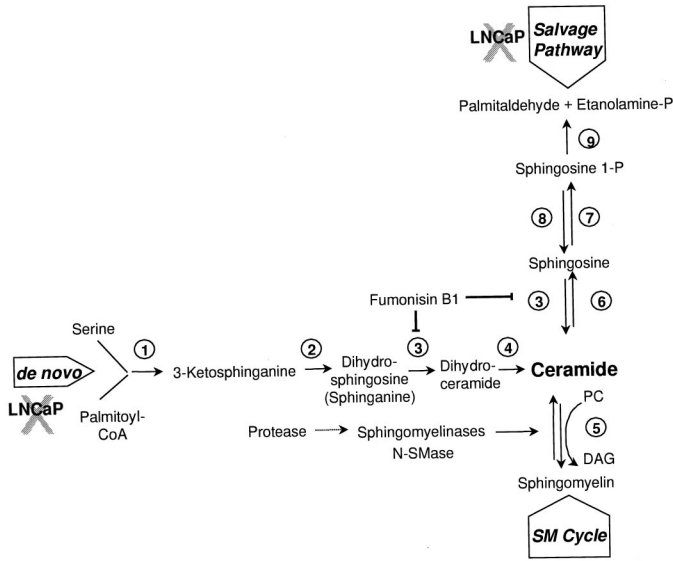 LNCaP
Salvage
Pathway
Palmitaldehyde + Etanolamine-P
9
Sphingosine 1-P
8
7
Sphingosine
Fumonisin B1
3
6
Serine
1
2
3
4
de novo
3-Ketosphinganine
Dihydro-
sphingosine
(Sphinganine)
Dihydro-
ceramide
Ceramide
LNCaP
Palmitoyl-
CoA
PC
Protease
Sphingomyelinases
N-SMase
5
DAG
Sphingomyelin
SM Cycle